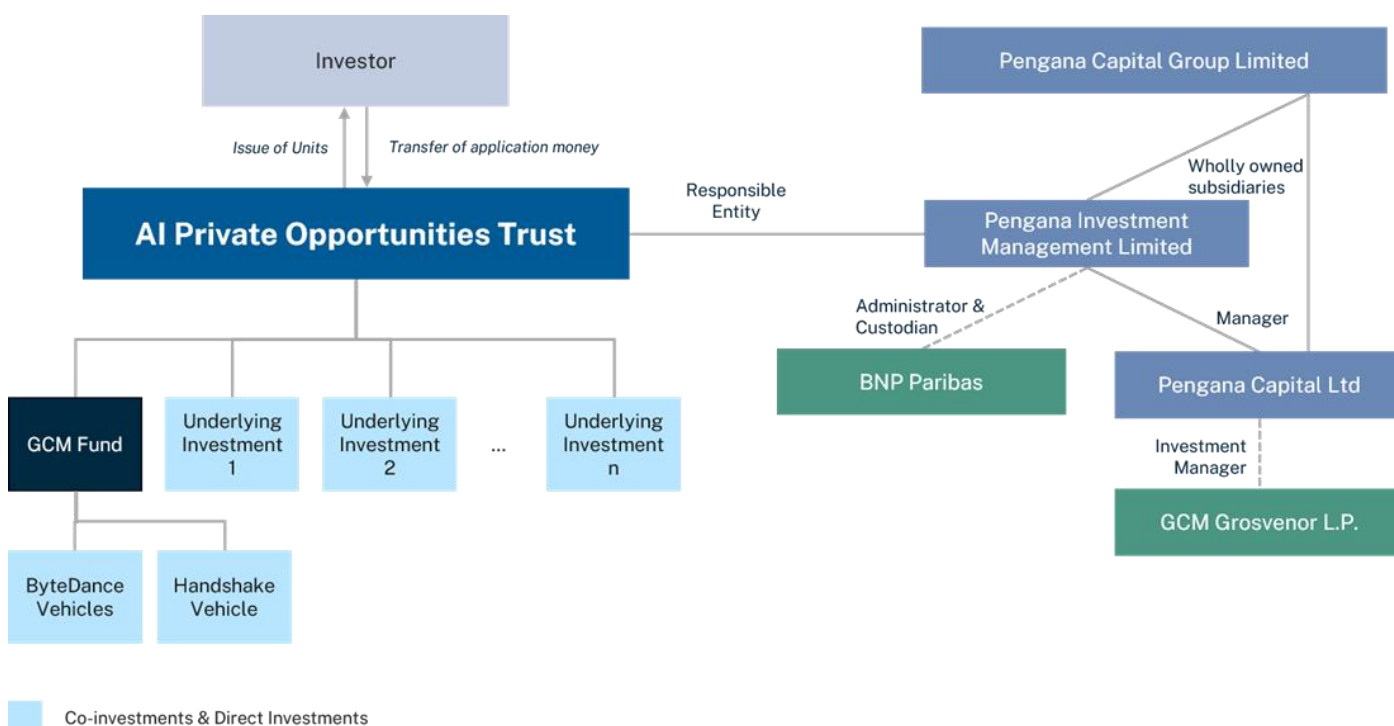 Investor
Pengana Capital Group Limited
Issue of Units
Transfer of application money
Wholly owned
subsidiaries
AI Private Opportunities Trust
Responsible
Entity
Pengana Investment
Management Limited
Administrator &
Custodian
Manager
BNP Paribas
Pengana Capital Ltd
GCM Fund
Underlying
Investment
1
Underlying
Investment
2
...
Underlying
Investment
n
Investment
Manager
GCM Grosvenor L.P.
ByteDance
Vehicles
Handshake
Vehicle
Co-investments & Direct Investments